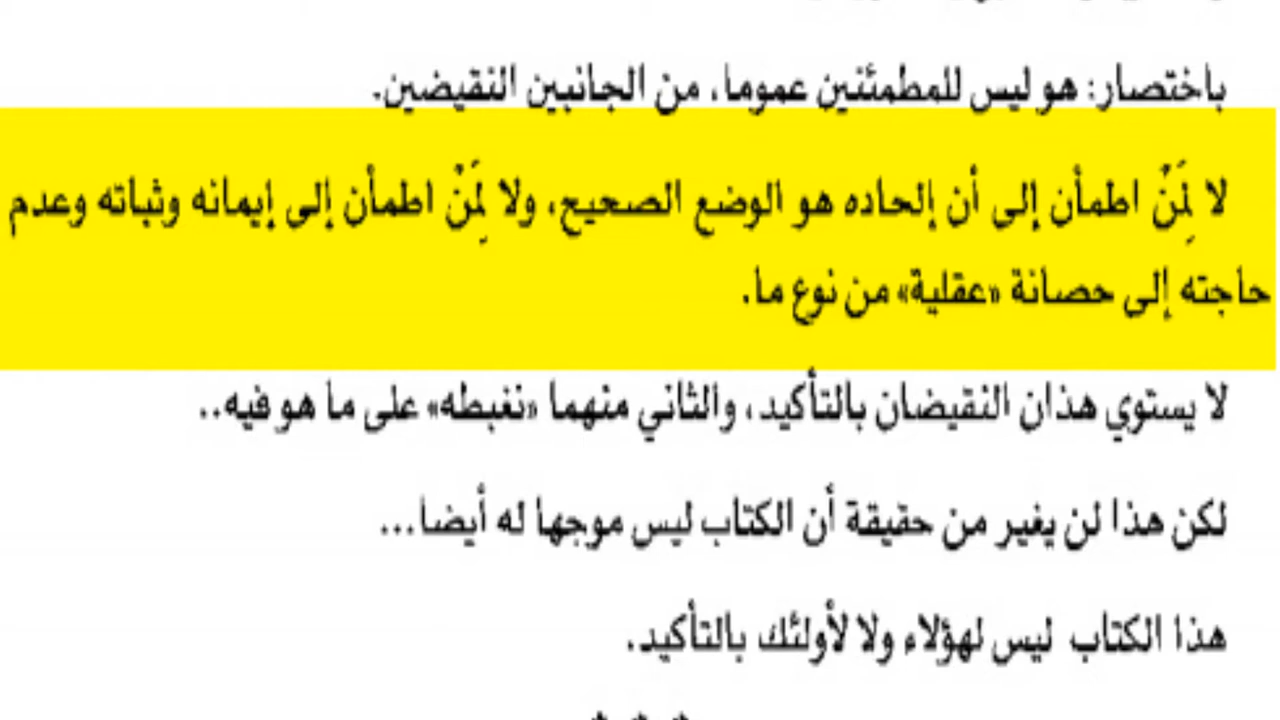 باختصار: هو ليس للمطمئنين عموما، من الجانبين النقيضين.
لا لِمَنْ اطمأن إلى أن إلحاده هو الوضع الصحيح، ولا لِمَنْ اطمأن إلى إيمانه وثباته وعدم
حاجته إلى حصانة «عقلية» من نوع ما.
لا يستوي هذان النقيضان بالتأكيد، والثاني منهما «نغبطه» على ما هو فيه..
لكن هذا لن يغير من حقيقة أن الكتاب ليس موجها له أيضا...
هذا الكتاب ليس لهؤلاء ولا لأولئك بالتأكيد.